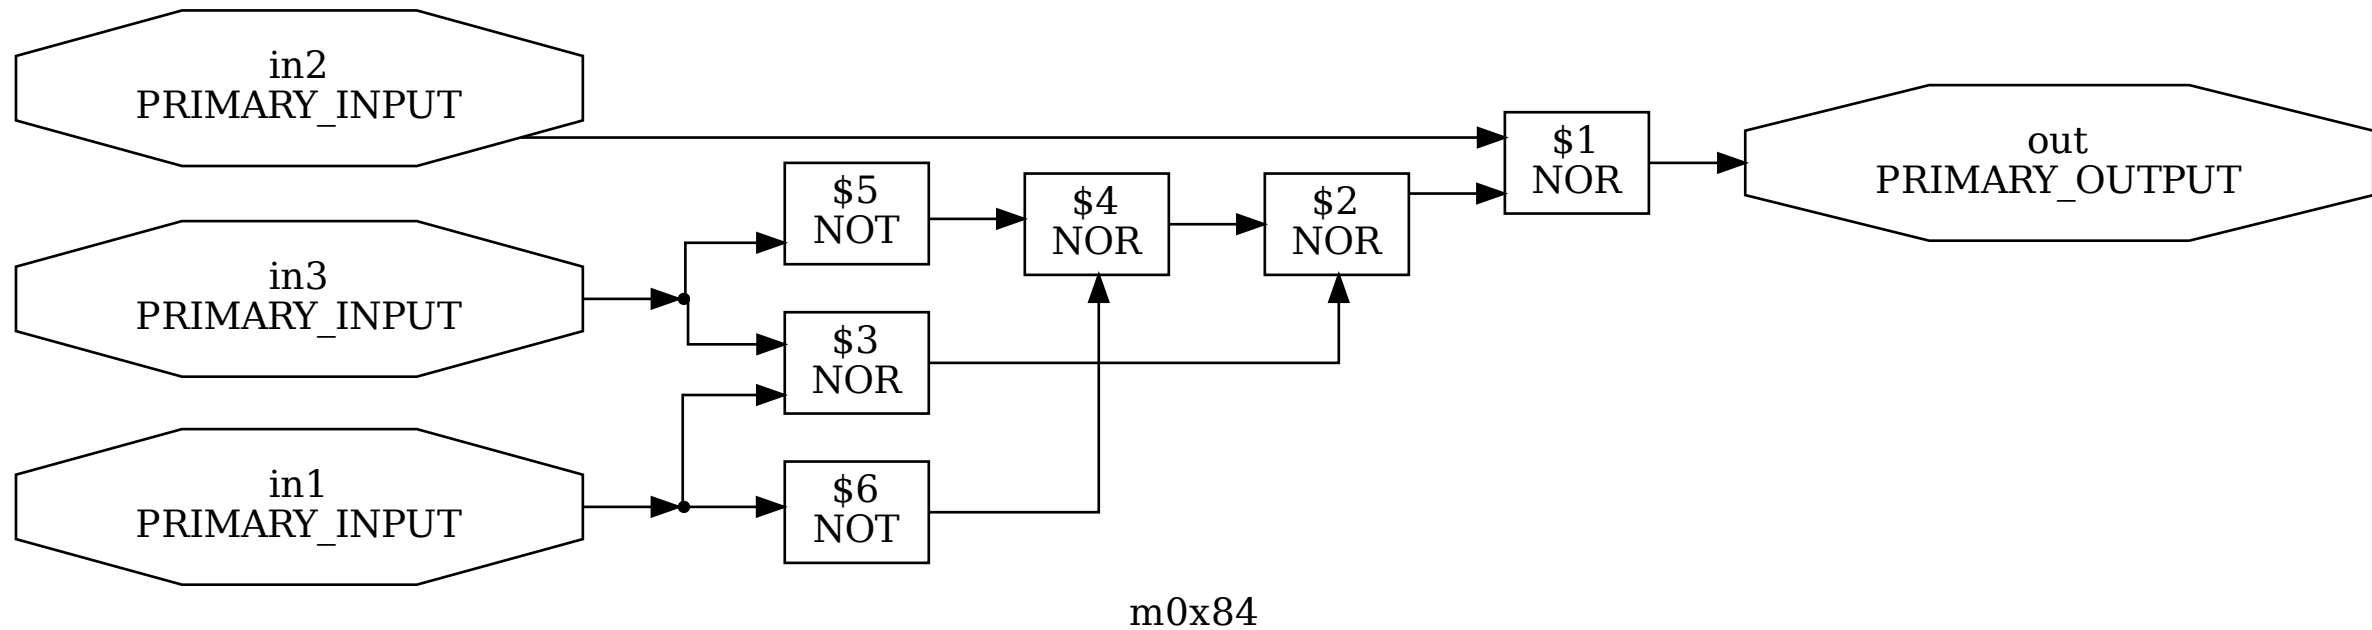 in2
PRIMARY_INPUT
$1
NOR
out
PRIMARY_OUTPUT
$5
NOT
$4
NOR
$2
NOR
in3
PRIMARY_INPUT
$3
NOR
in1
PRIMARY_INPUT
$6
NOT
m0x84